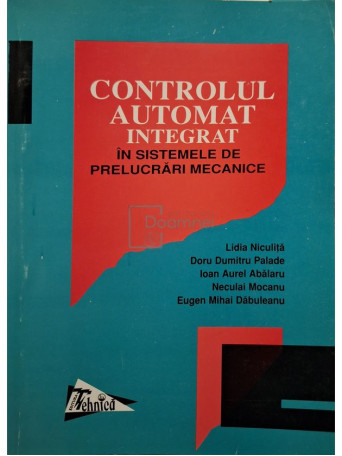 CONTROLUL
AUTOMAT
INTEGRAT
ÎN SISTEMELE DE
PRELUCRĂRI MECANICE
Lidia Niculiță
Doru Dumitru Palade
Ioan Aurel Abălaru
Neculai Mocanu
Eugen Mihai Dăbuleanu
Tehnică